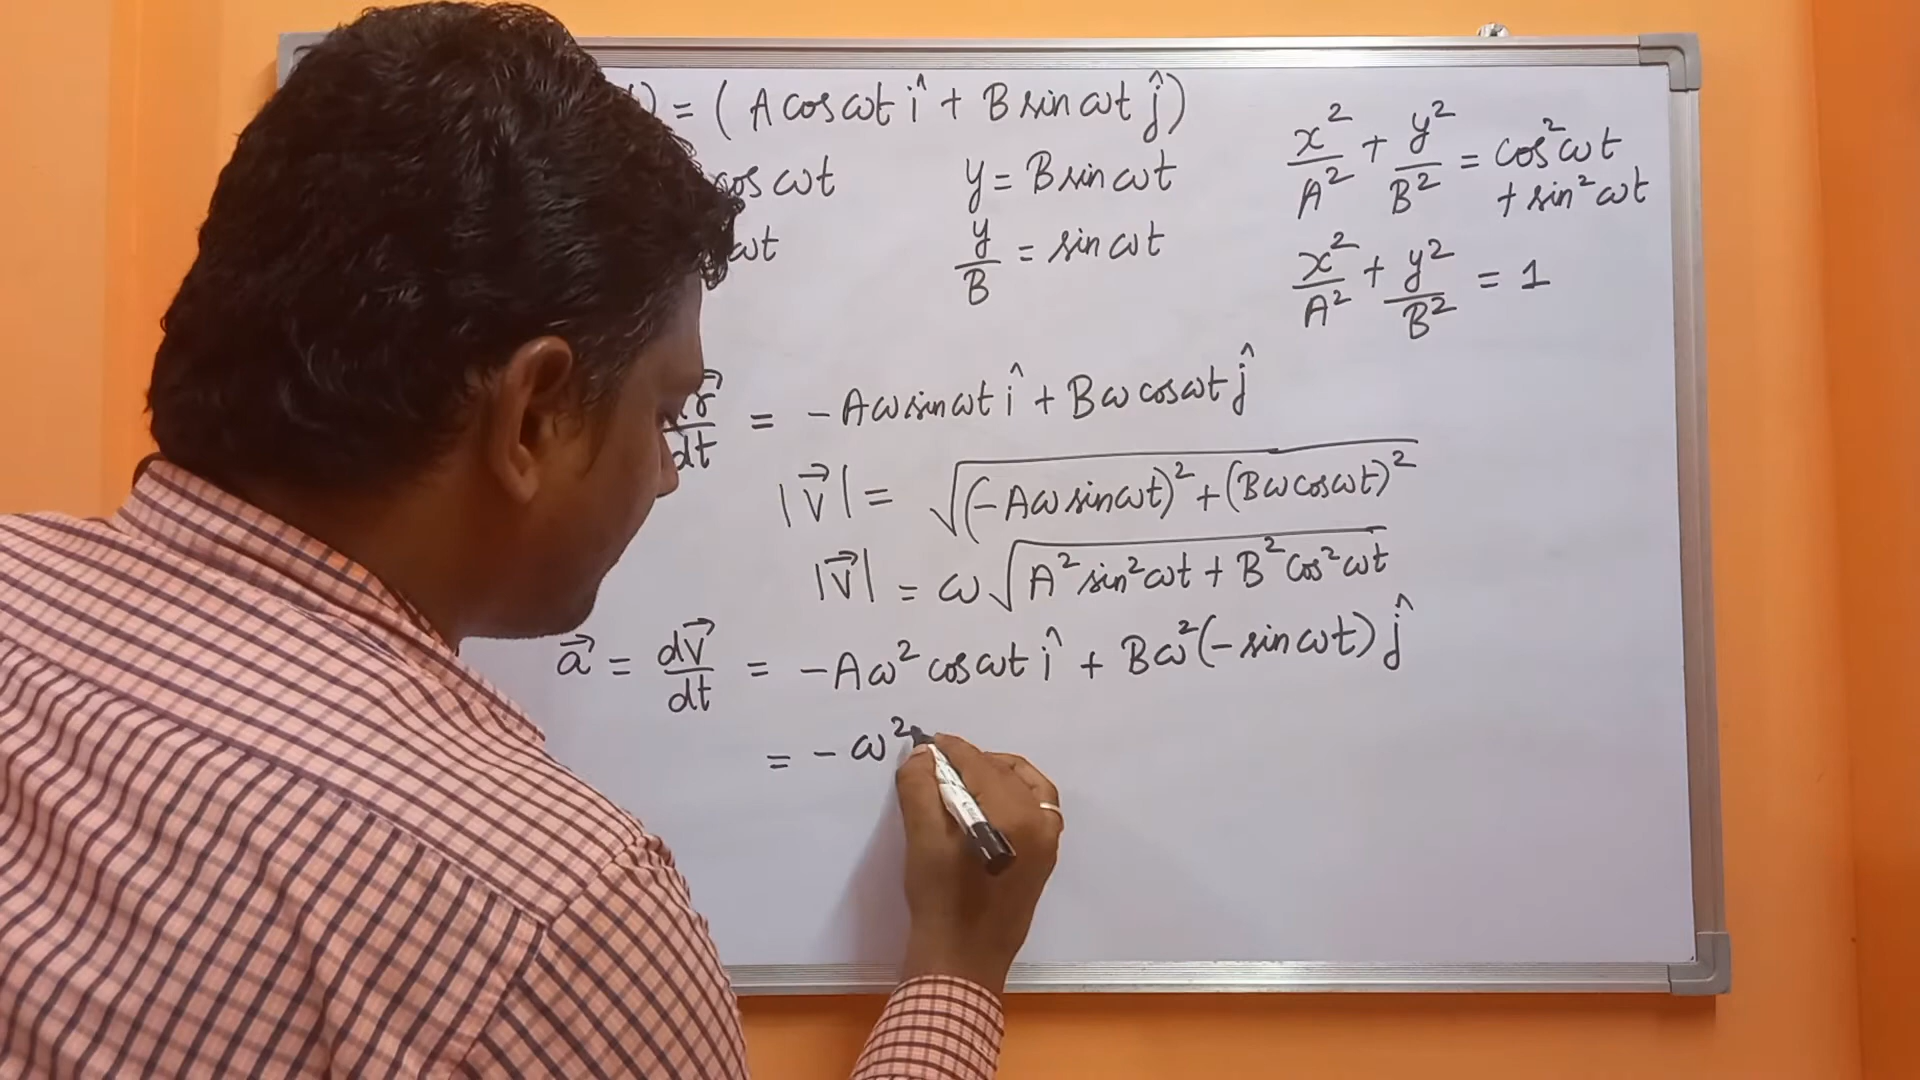 ) = (A cos ωt î + B sin ωt ĵ)
cos ωt
y = B sin ωt
x²/A² + y²/B² = cos²ωt
+ sin²ωt
ωt
y/B = sin ωt
x²/A² + y²/B² = 1
dr⃗/dt = -Aω sin ωt î + Bω cos ωt ĵ
|v⃗| = √((-Aω sin ωt)² + (Bω cos ωt)²)
|v⃗| = ω√(A² sin²ωt + B² cos²ωt)
a⃗ = dv⃗/dt = -Aω² cos ωt î + Bω²(-sin ωt) ĵ
= -ω²